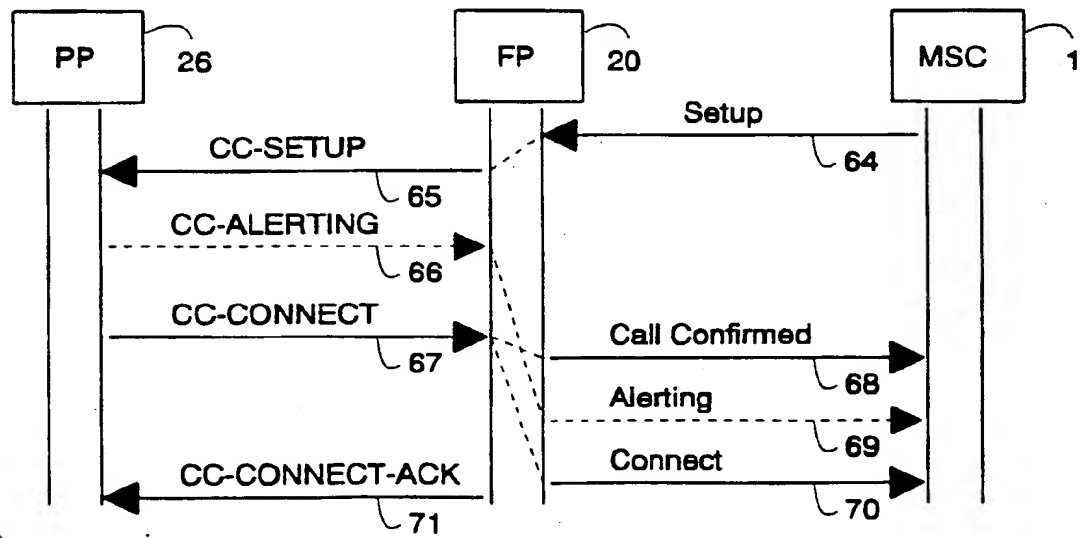 PP 26 FP 20 MSC 1
Setup
64
CC-SETUP
65
CC-ALERTING
66
CC-CONNECT
67
Call Confirmed
68
Alerting
69
Connect
70
CC-CONNECT-ACK
71